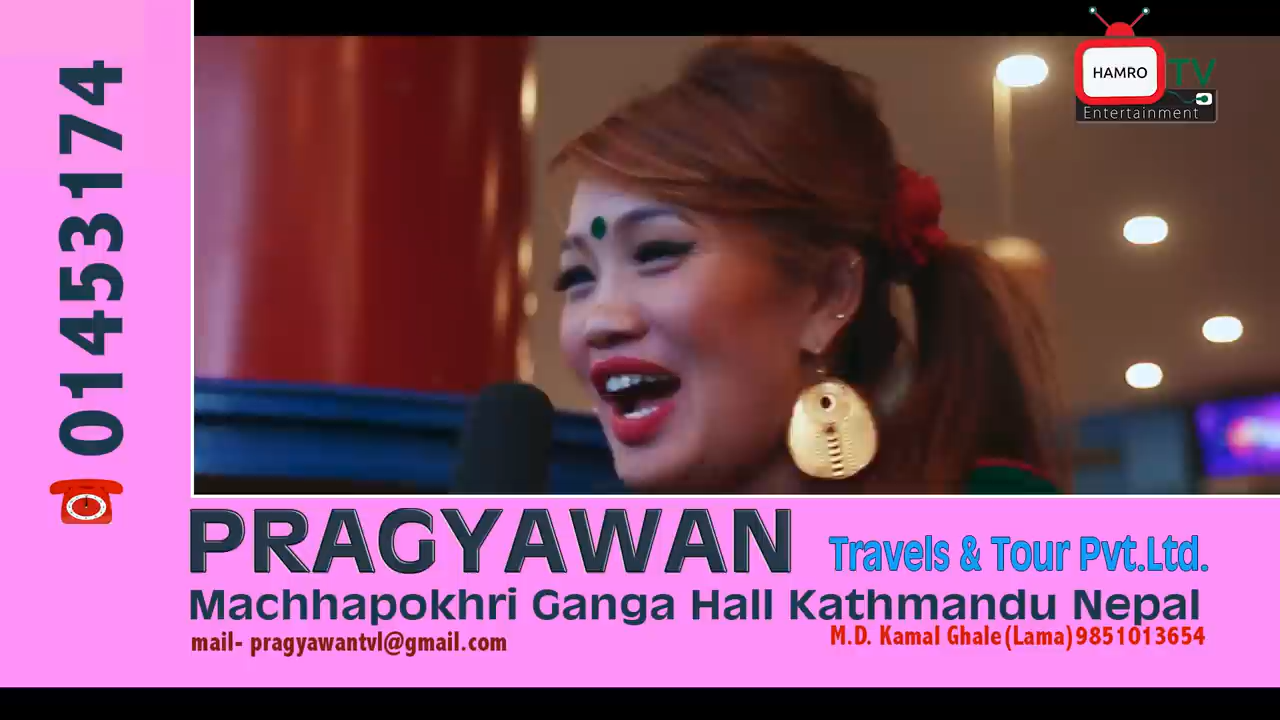 HAMRO TV
Entertainment
014453174
PRAGYAWAN
Travels & Tour Pvt.Ltd.
Machhapokhri Ganga Hall Kathmandu Nepal
mail- pragyawantvl@gmail.com
M.D. Kamal Ghale(Lama)9851013654